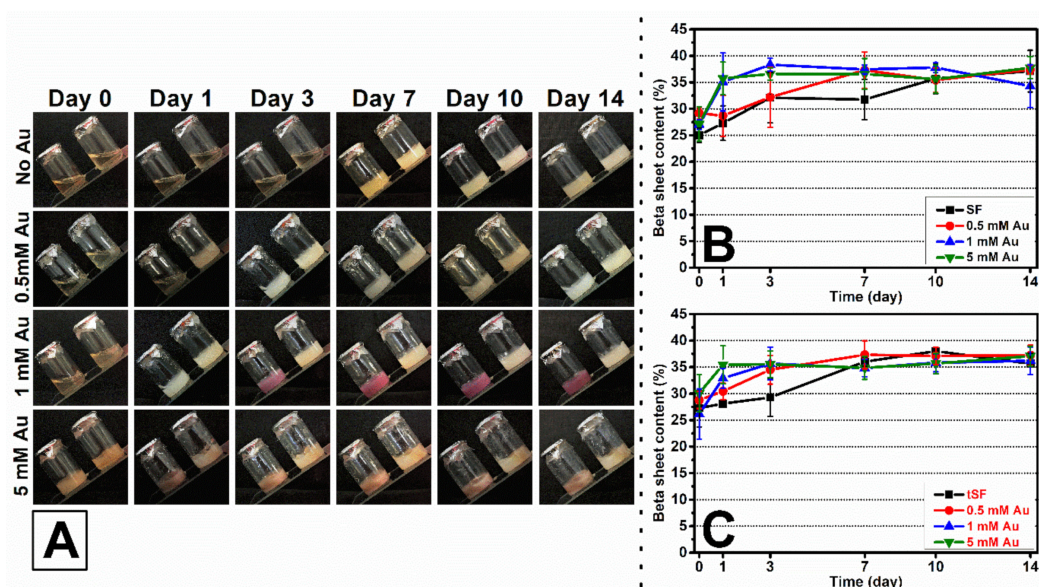 Day 0 Day 1 Day 3 Day 7 Day 10 Day 14
No Au
0.5mM Au
1 mM Au
5 mM Au
A
45
40
35
30
25
20
15
10
5
0
Beta sheet content (%)
SF
0.5 mM Au
1 mM Au
5 mM Au
B
0 1 3 7 10 14
Time (day)
45
40
35
30
25
20
15
10
5
0
Beta sheet content (%)
tSF
0.5 mM Au
1 mM Au
5 mM Au
C
0 1 3 7 10 14
Time (day)